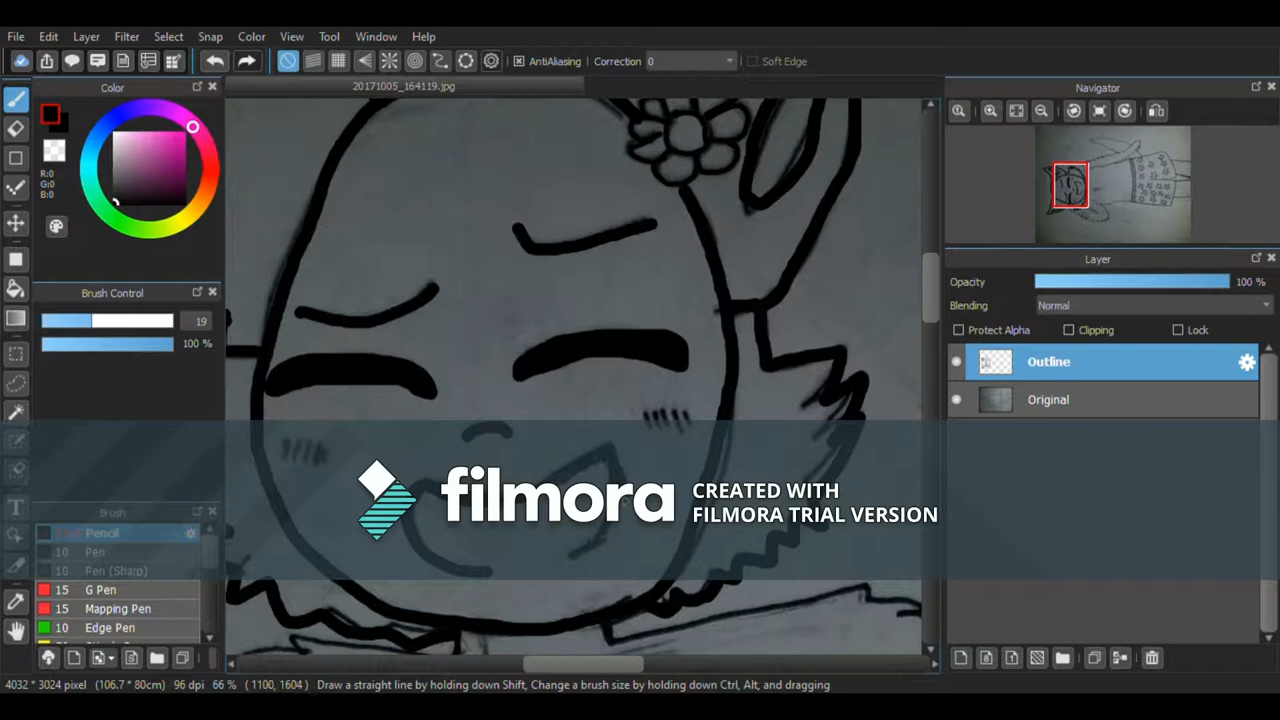 File Edit Layer Filter Select Snap Color View Tool Window Help
AntiAliasing Correction 0 Soft Edge
Color
20171005_164119.jpg
Navigator
R:0
G:0
B:0
Layer
Opacity 100 %
Brush Control
Blending Normal
19
Protect Alpha Clipping Lock
100 %
Outline
Original
filmora CREATED WITH
FILMORA TRIAL VERSION
Brush
Pencil
10 Pen
10 Pen (Sharp)
15 G Pen
15 Mapping Pen
10 Edge Pen
4032 * 3024 pixel (106.7 * 80cm) 96 dpi 66 % ( 1100, 1604 ) Draw a straight line by holding down Shift, Change a brush size by holding down Ctrl, Alt, and dragging